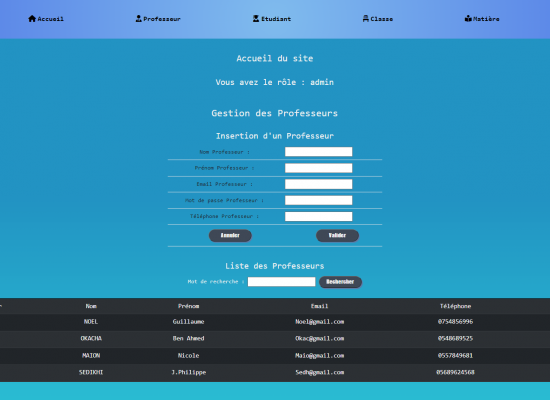 Accueil Professeur Etudiant Classe Matière
Accueil du site
Vous avez le rôle : admin
Gestion des Professeurs
Insertion d'un Professeur
Nom Professeur :
Prénom Professeur :
Email Professeur :
Mot de passe Professeur :
Téléphone Professeur :
Annuler Valider
Liste des Professeurs
Mot de recherche : Rechercher
Nom Prénom Email Téléphone
NOEL Guillaume Noel@gmail.com 0754856996
OKACHA Ben Ahmed Okac@gmail.com 0548689525
MAION Nicole Maio@gmail.com 0557849681
SEDIKHI J.Philippe Sedh@gmail.com 05689624568